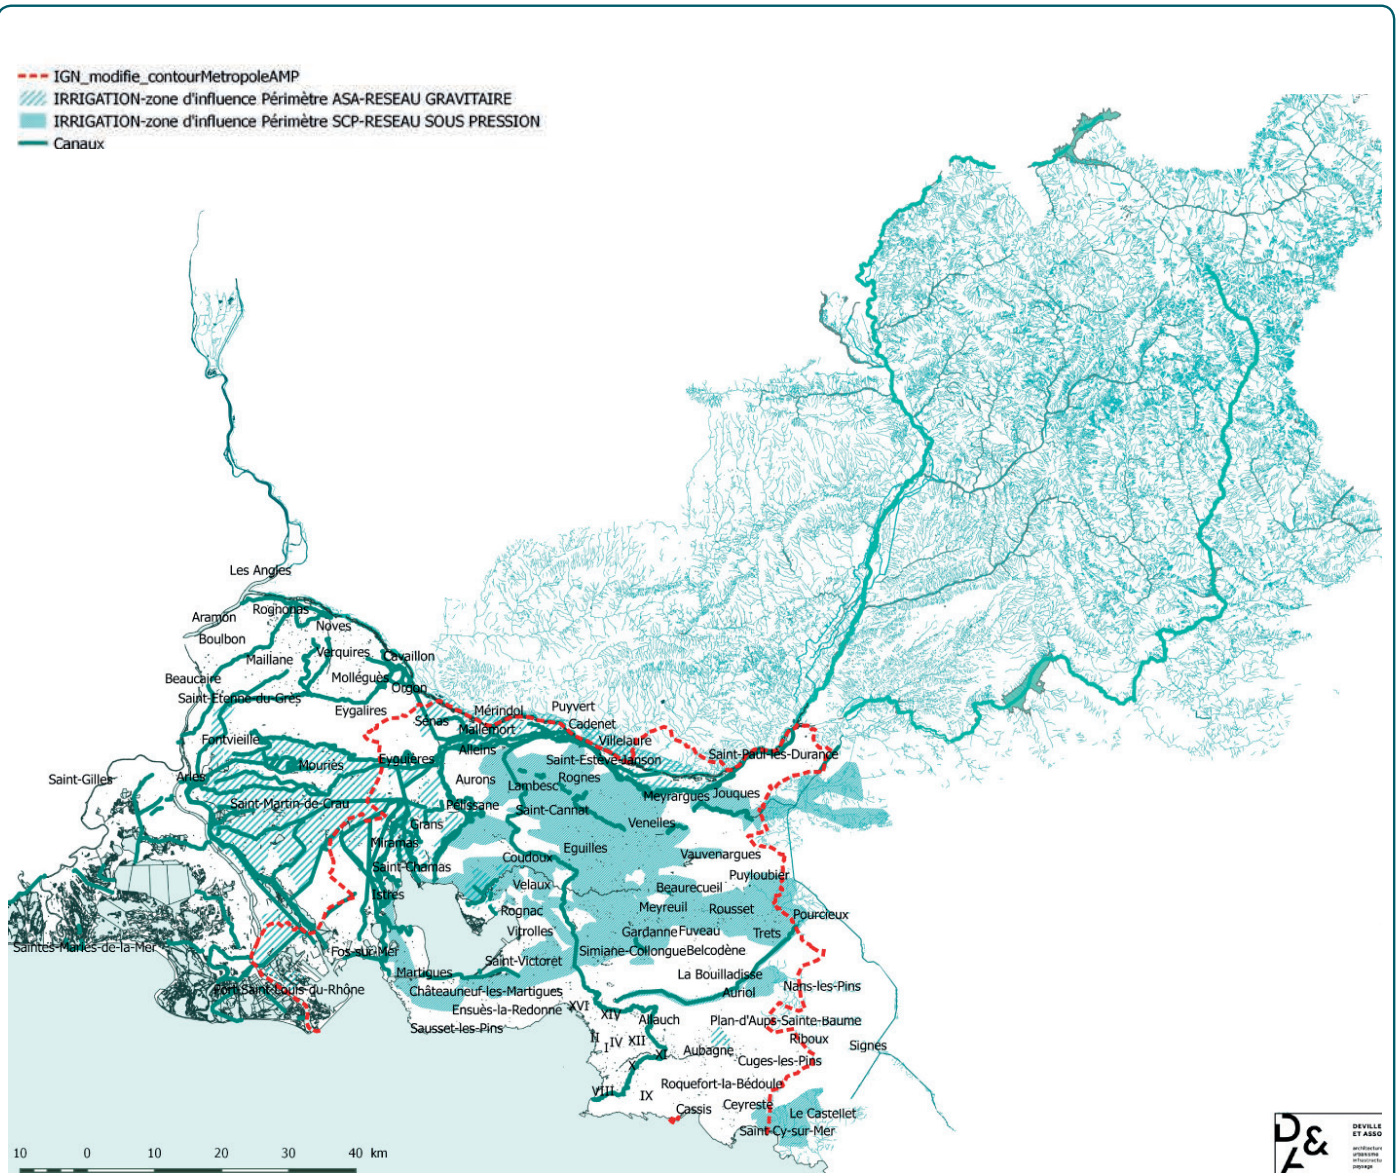 IGN_modifie_contourMetropoleAMP
IRRIGATION-zone d'influence Périmètre ASA-RESEAU GRAVITAIRE
IRRIGATION-zone d'influence Périmètre SCP-RESEAU SOUS PRESSION
Canaux
Les Angles
Rognonas
Aramon
Noves
Boulbon
Verquires
Cavaillon
Maillane
Mollégués
Beaucaire
Orgon
Saint-Etienne-du-Grès
Eygalires
Mérindol
Puyvert
Sénas
Cadenet
Mallemort
Fontvieille
Villelaure
Alleins
Saint-Paul-lès-Durance
Eyguières
Saint-Estève-Janson
Mouriès
Saint-Gilles
Arles
Aurons
Rognes
Lambesc
Jouques
Meyrargues
Saint-Martin-de-Crau
Pélissane
Saint-Cannat
Grans
Venelles
Miramas
Eguilles
Vauvenargues
Coudoux
Saint-Chamas
Puyloubier
Velaux
Beaurecueil
Istres
Meyreuil
Rousset
Rognac
Pourcieux
Vitrolles
Gardanne
Fuveau
Trets
Saintes-Maries-de-la-Mer
Fos-sur-Mer
Simiane-Collongue
Belcodène
Saint-Victoret
Martigues
La Bouilladisse
Port-Saint-Louis-du-Rhône
Châteauneuf-les-Martigues
Auriol
Nans-les-Pins
Ensuès-la-Redonne
XVI
XIV
Allauch
Plan-d'Aups-Sainte-Baume
Sausset-les-Pins
II
I
IV
XII
Riboux
Signes
XI
Aubagne
Cuges-les-Pins
X
Roquefort-la-Bédoule
VIII
IX
Cassis
Ceyreste
Le Castellet
Saint-Cyr-sur-Mer
10 0 10 20 30 40 km
D&
A
DEVILLE
ET ASSO